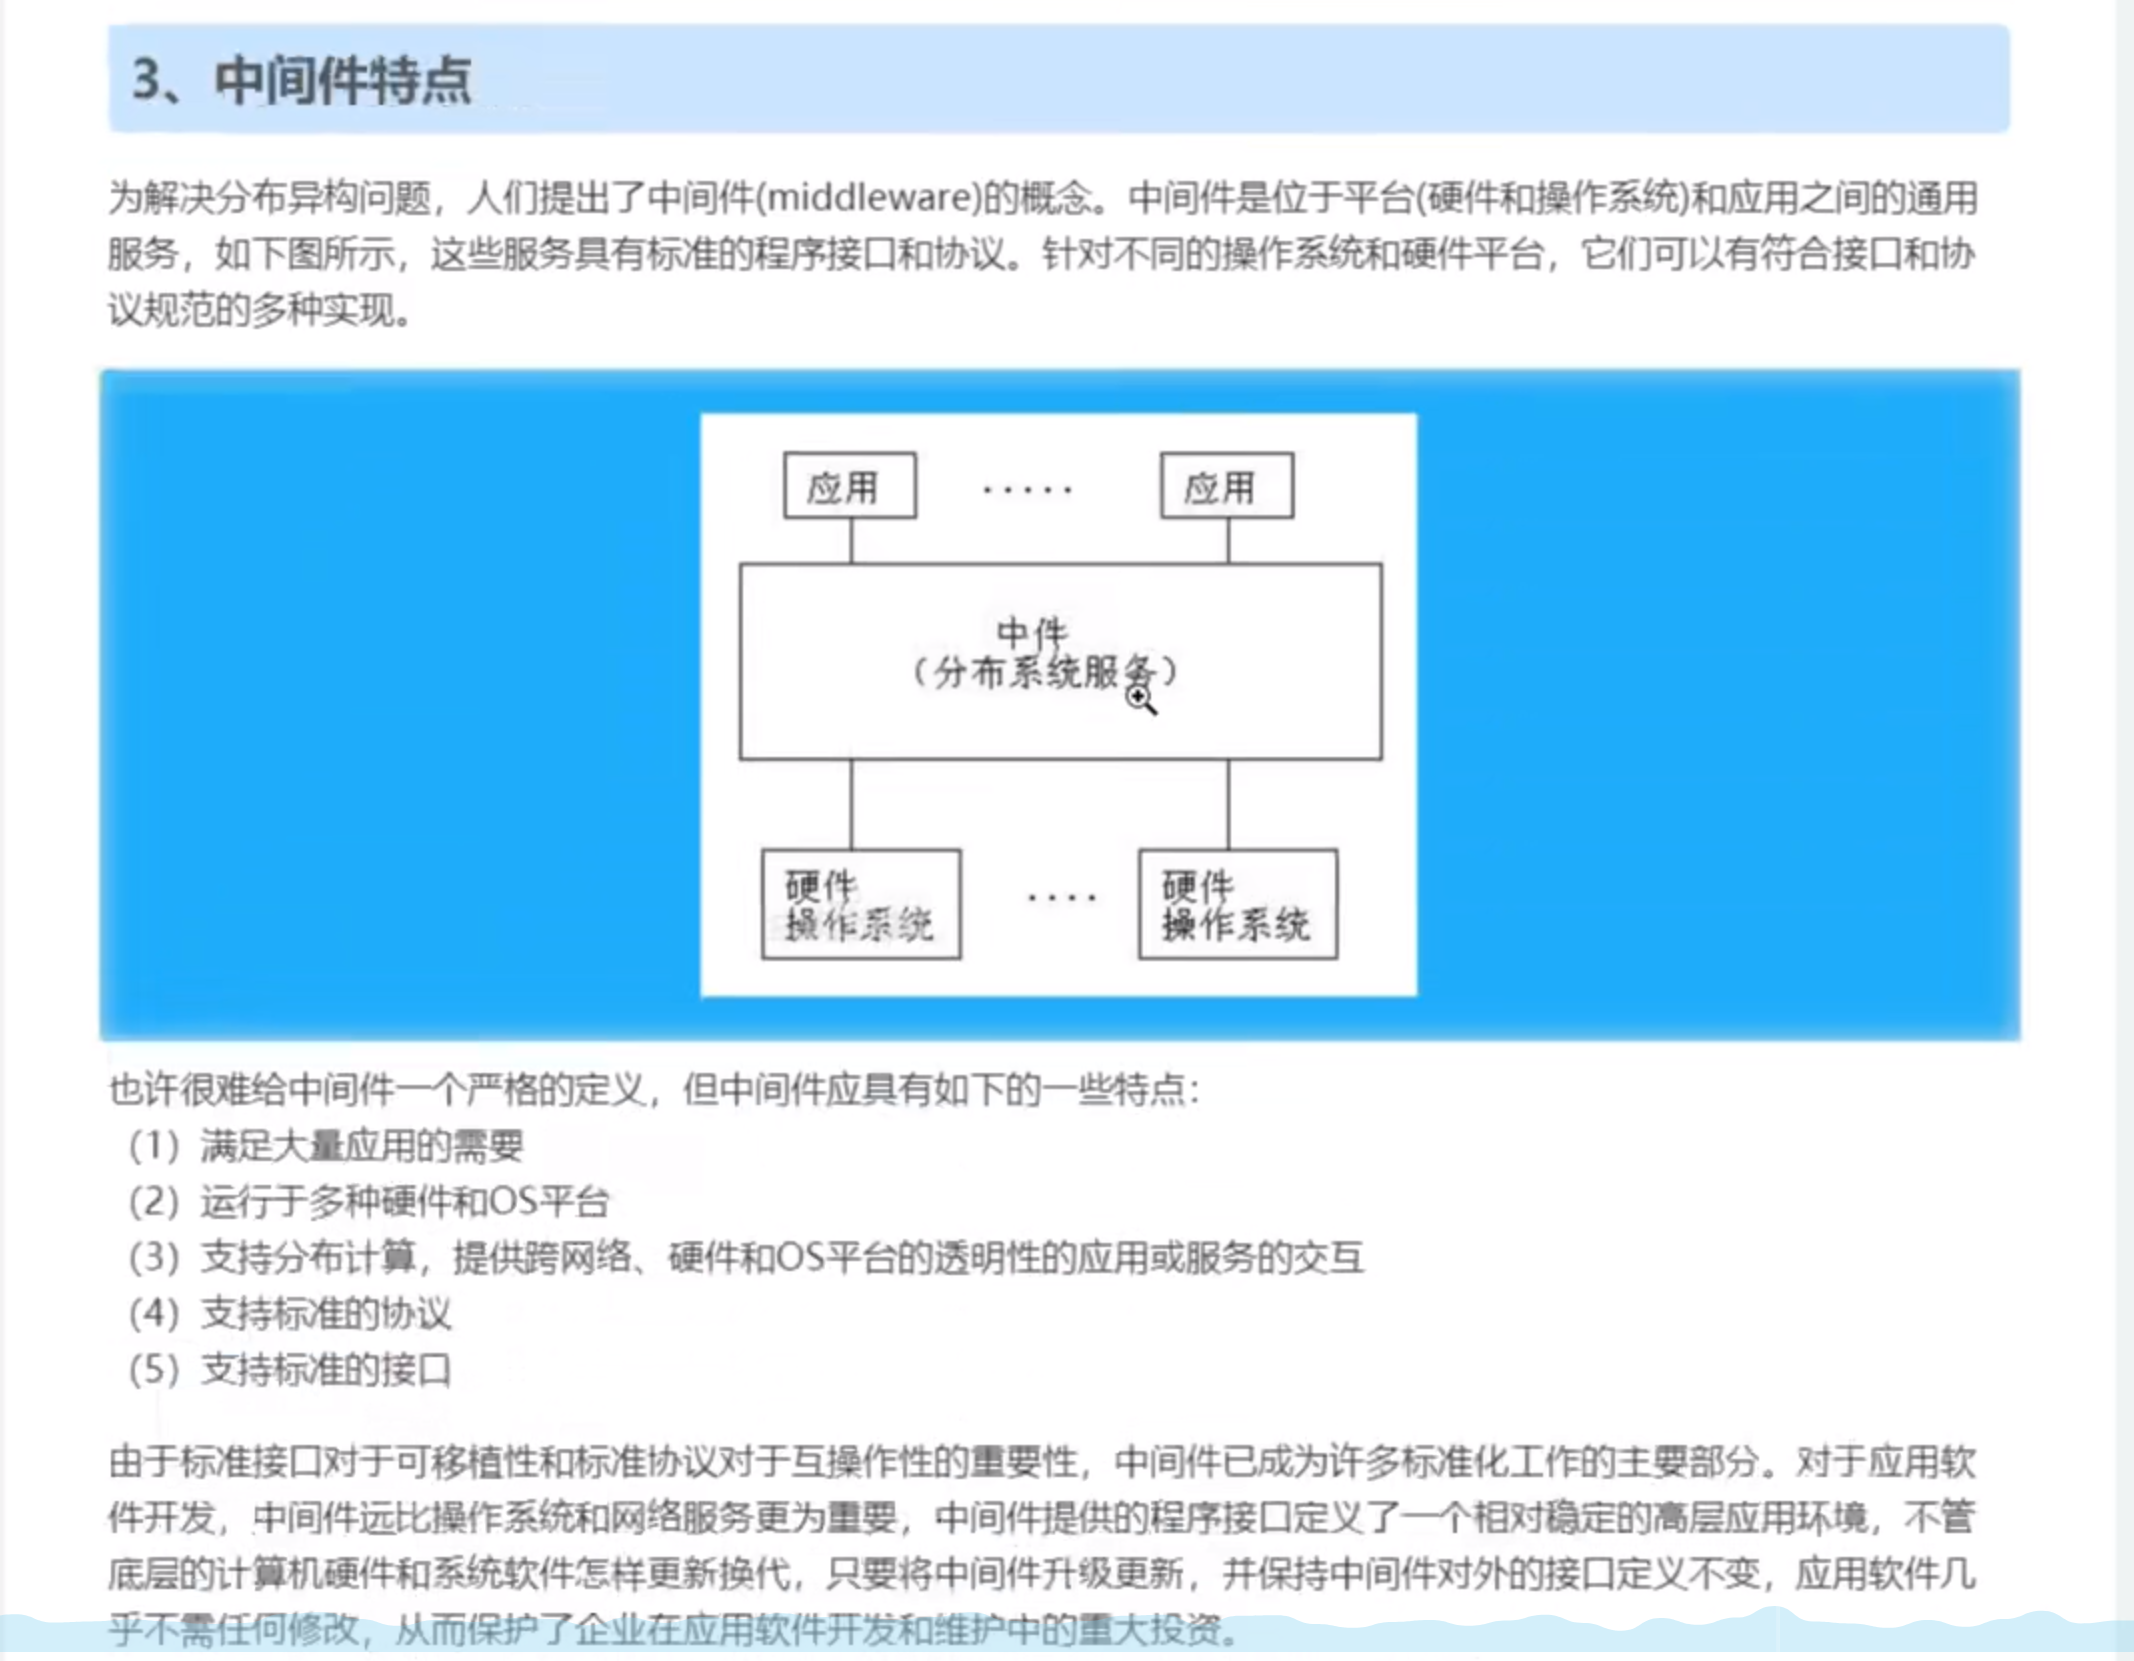 3、中间件特点
为解决分布异构问题，人们提出了中间件(middleware)的概念。中间件是位于平台(硬件和操作系统)和应用之间的通用
服务，如下图所示，这些服务具有标准的程序接口和协议。针对不同的操作系统和硬件平台，它们可以有符合接口和协
议规范的多种实现。
应用 ····· 应用
中件
（分布系统服务）
硬件 ···· 硬件
操作系统 操作系统
也许很难给中间件一个严格的定义，但中间件应具有如下的一些特点：
（1）满足大量应用的需要
（2）运行于多种硬件和OS平台
（3）支持分布计算，提供跨网络、硬件和OS平台的透明性的应用或服务的交互
（4）支持标准的协议
（5）支持标准的接口
由于标准接口对于可移植性和标准协议对于互操作性的重要性，中间件已成为许多标准化工作的主要部分。对于应用软
件开发，中间件远比操作系统和网络服务更为重要，中间件提供的程序接口定义了一个相对稳定的高层应用环境，不管
底层的计算机硬件和系统软件怎样更新换代，只要将中间件升级更新，并保持中间件对外的接口定义不变，应用软件几
乎不需任何修改，从而保护了企业在应用软件开发和维护中的重大投资。